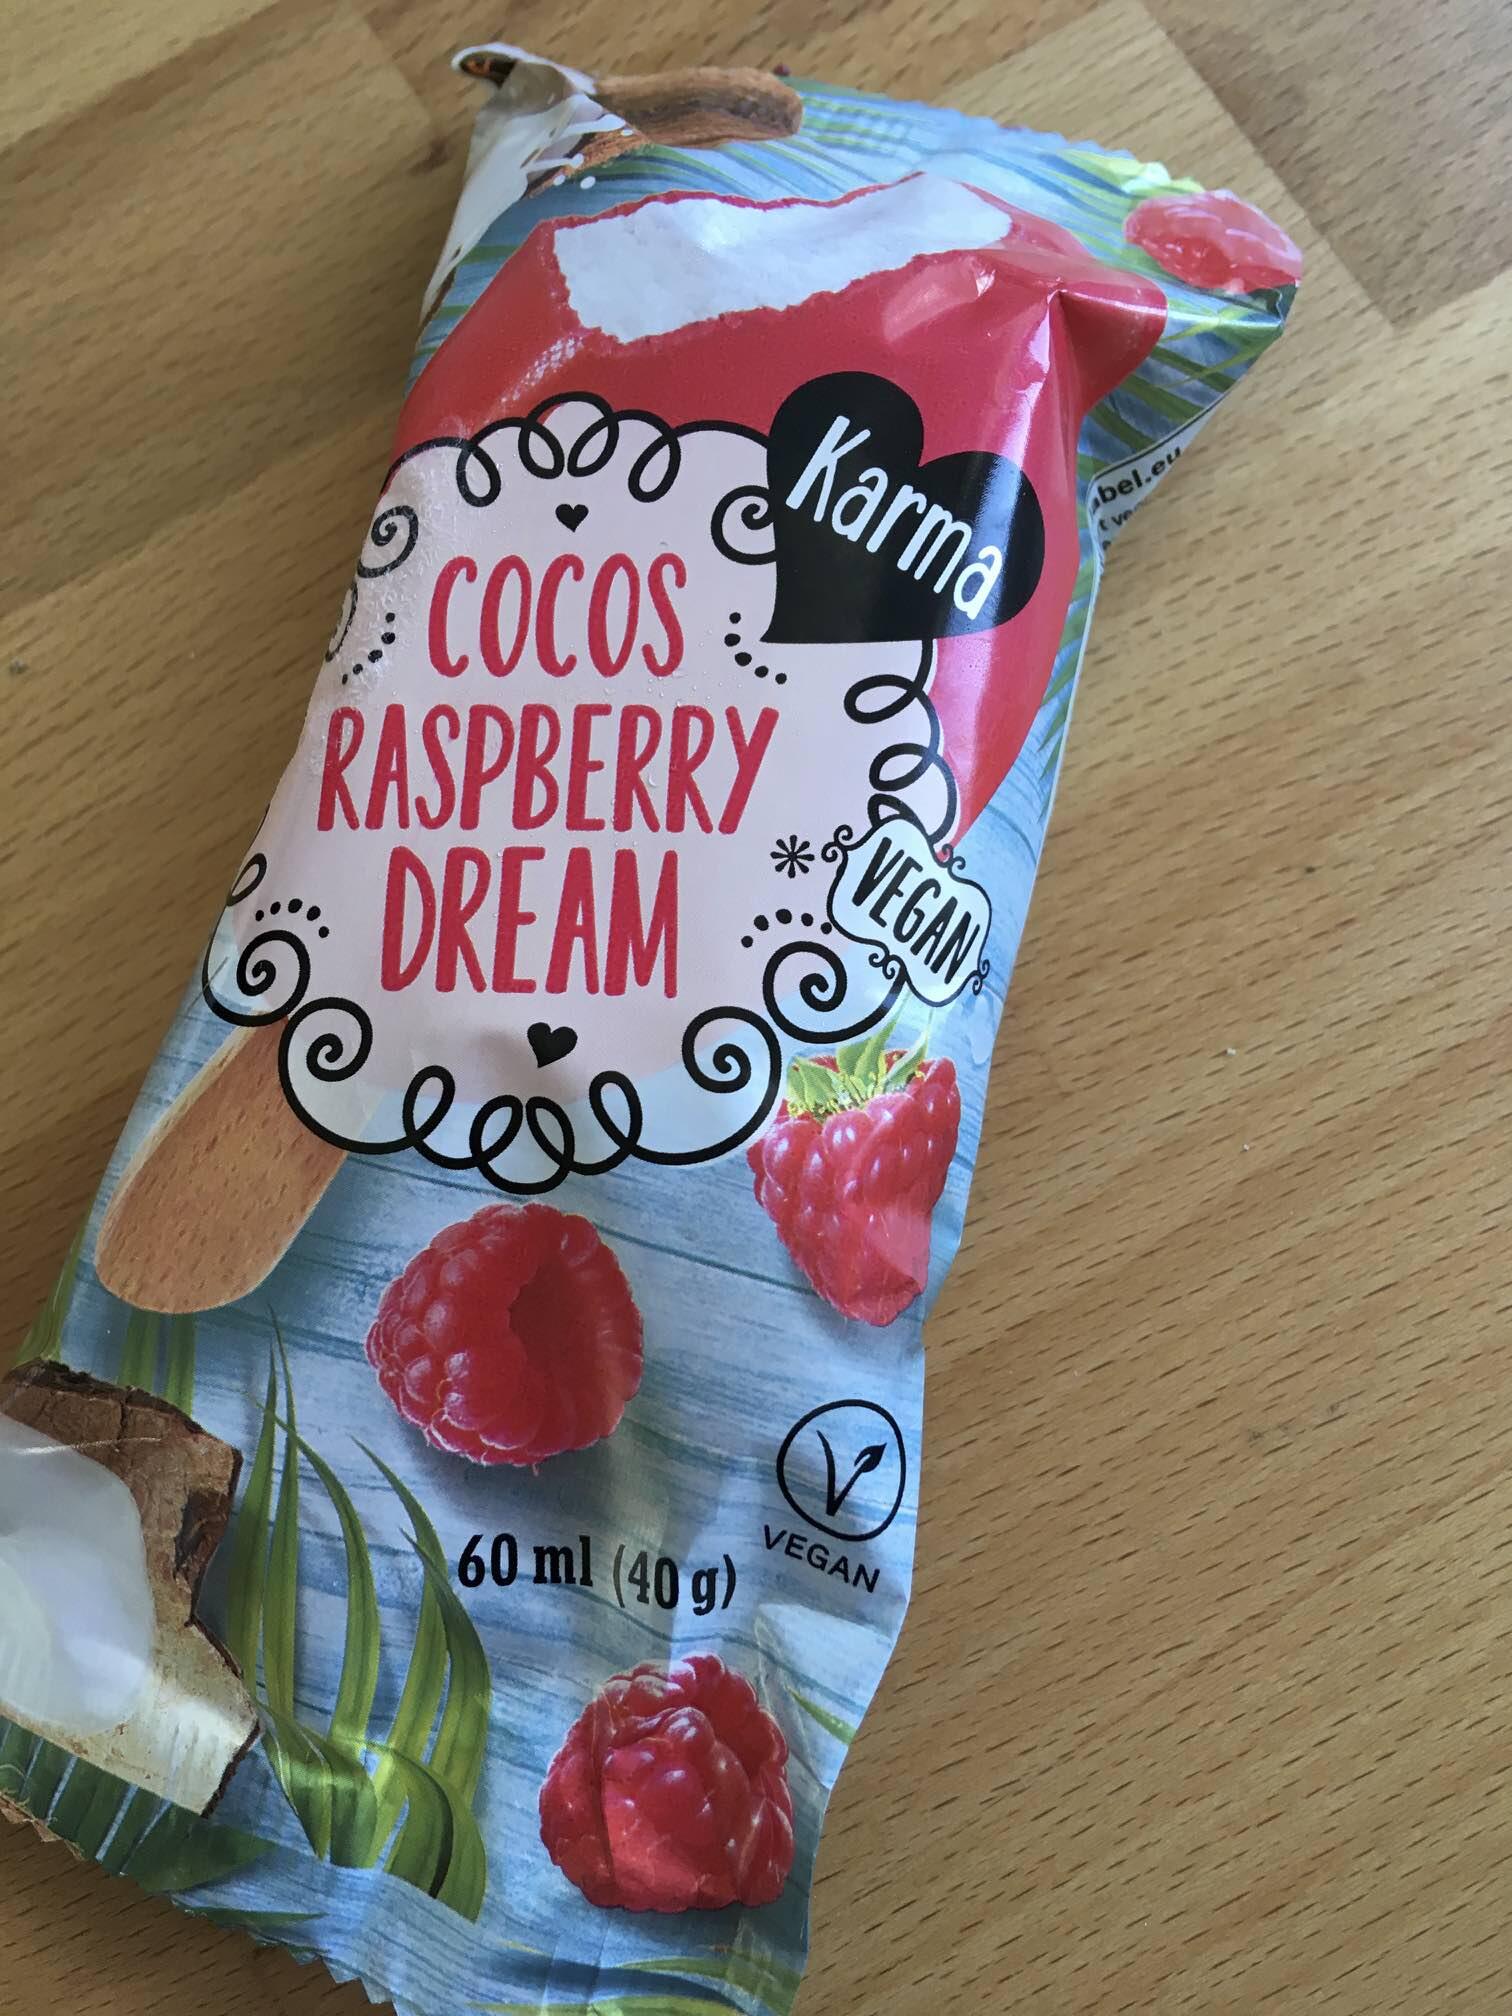 Karma
COCOS
RASPBERRY
DREAM
VEGAN
60 ml (40 g)
VEGAN